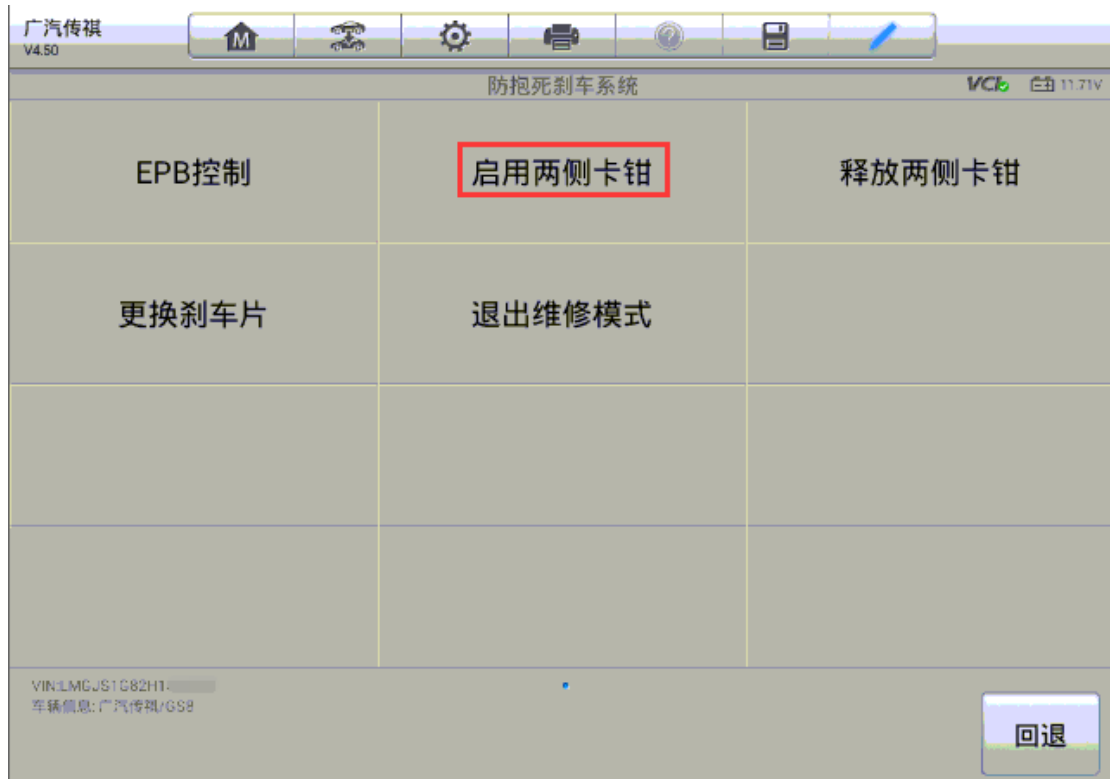 广汽传祺
V4.50
M
防抱死刹车系统
VCI 11.71V
EPB控制 启用两侧卡钳 释放两侧卡钳
更换刹车片 退出维修模式
车辆信息: 广汽传祺/GS8
回退